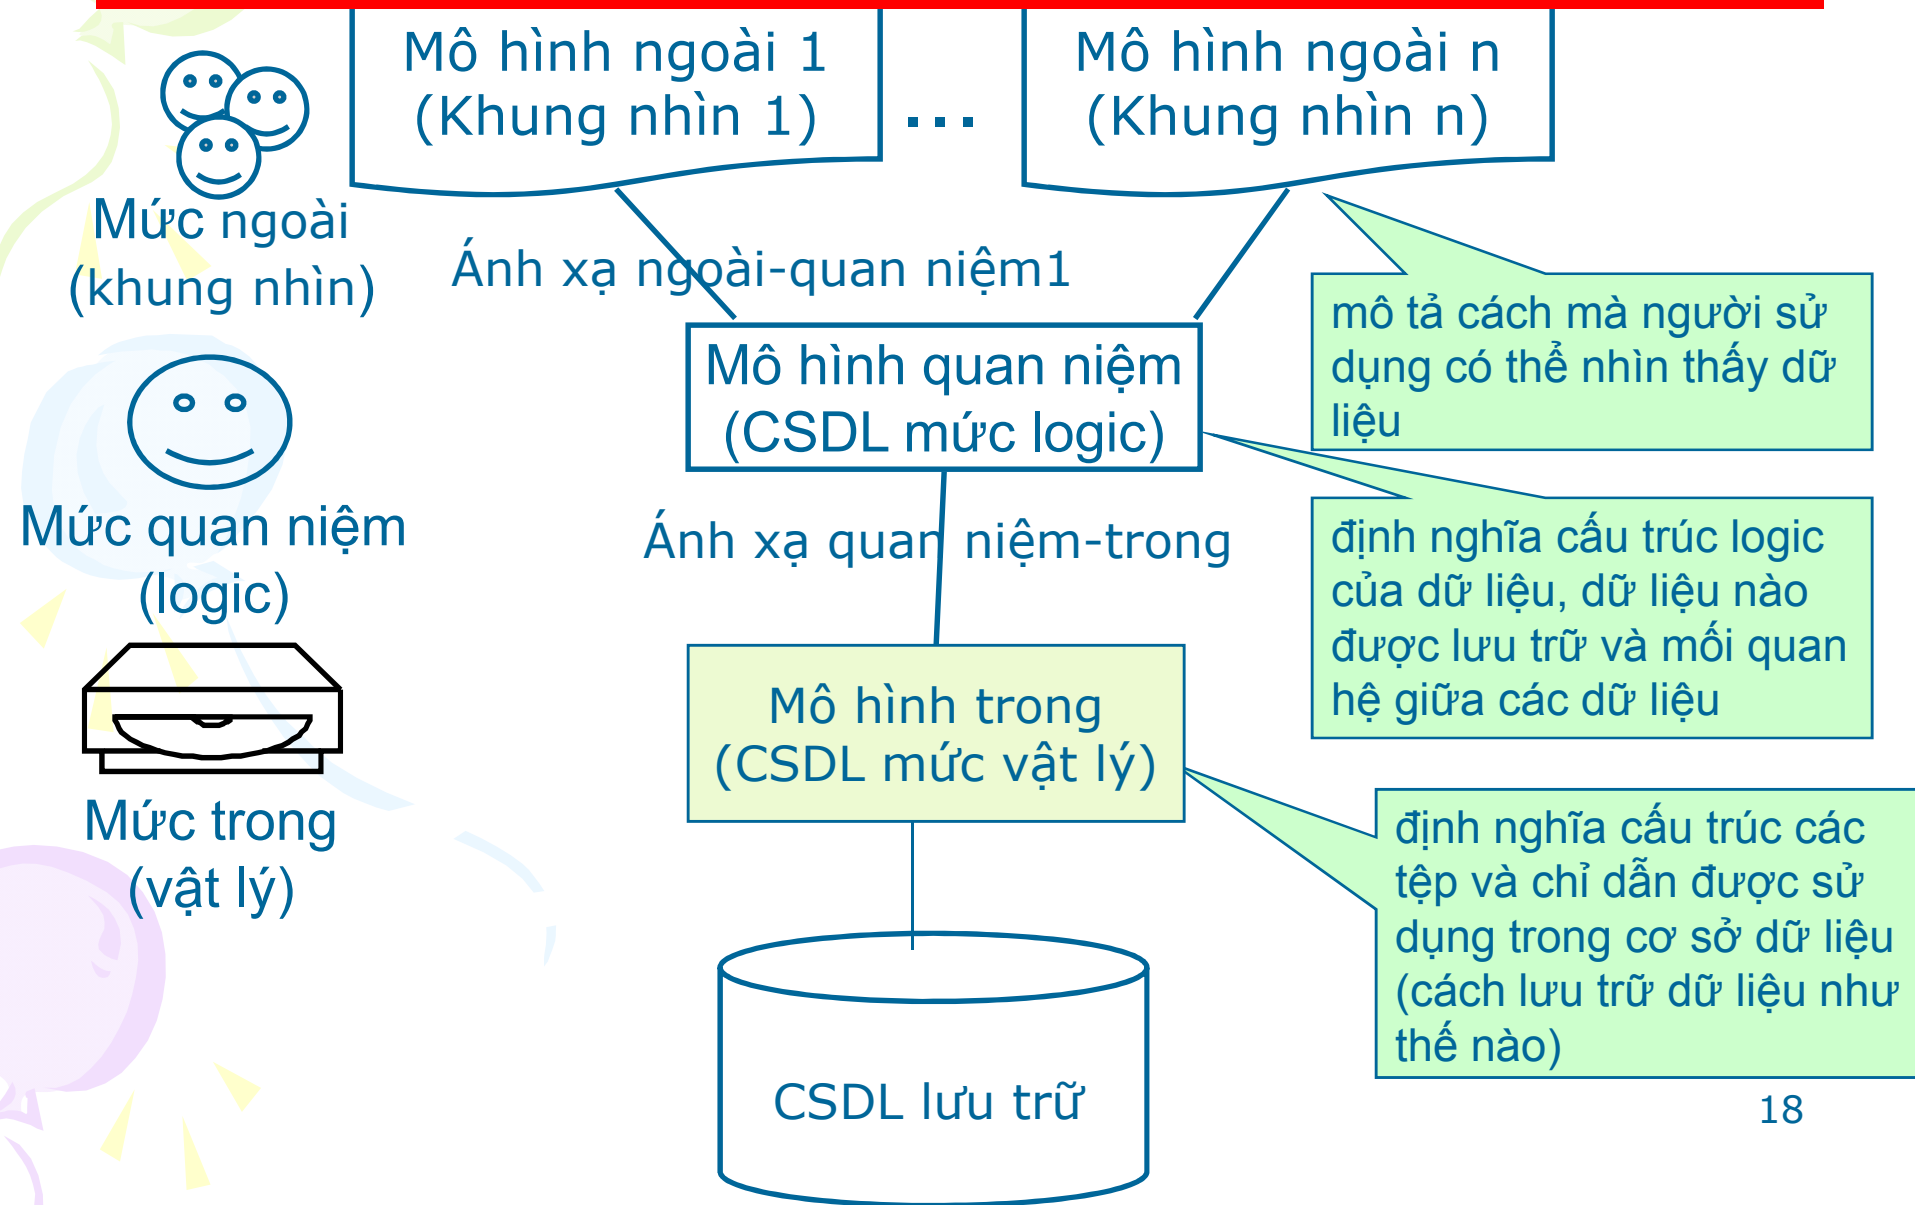 Mô hình ngoài 1
(Khung nhìn 1)
...
Mô hình ngoài n
(Khung nhìn n)
Mức ngoài
(khung nhìn)
Ánh xạ ngoài-quan niệm1
mô tả cách mà người sử
dụng có thể nhìn thấy dữ
liệu
Mô hình quan niệm
(CSDL mức logic)
Mức quan niệm
(logic)
Ánh xạ quan niệm-trong
định nghĩa cấu trúc logic
của dữ liệu, dữ liệu nào
được lưu trữ và mối quan
hệ giữa các dữ liệu
Mô hình trong
(CSDL mức vật lý)
Mức trong
(vật lý)
định nghĩa cấu trúc các
tệp và chỉ dẫn được sử
dụng trong cơ sở dữ liệu
(cách lưu trữ dữ liệu như
thế nào)
CSDL lưu trữ
18